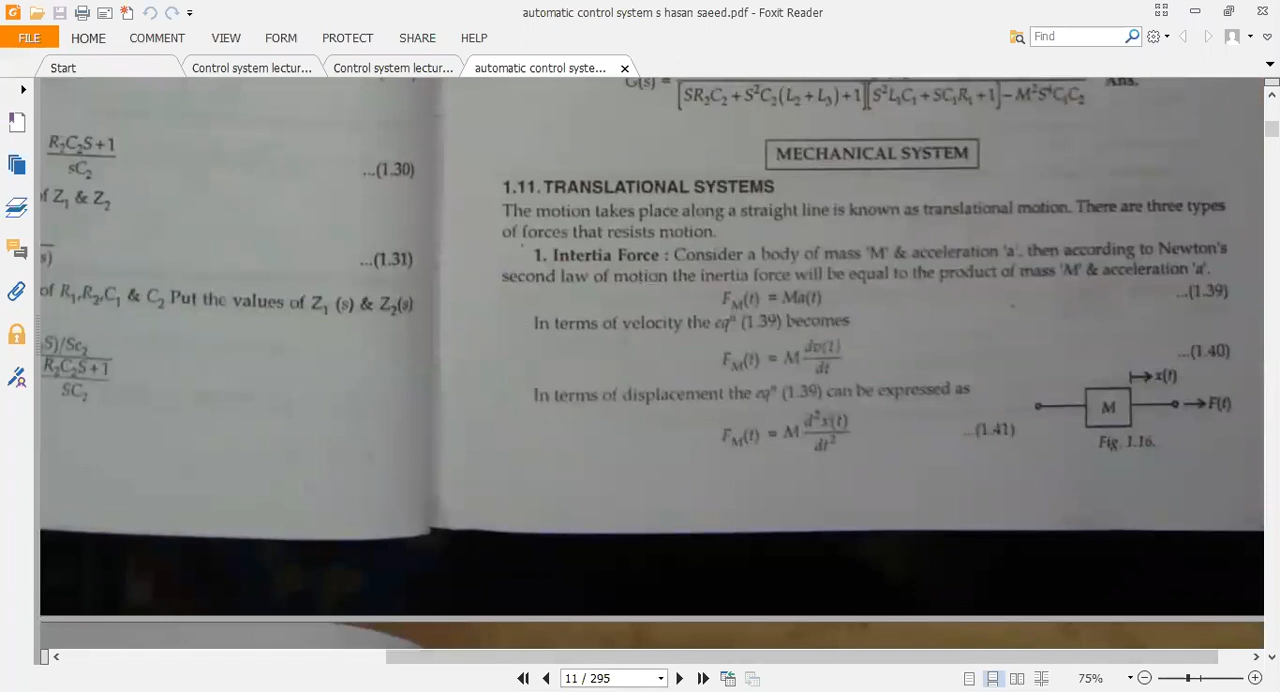 automatic control system s hasan saeed.pdf - Foxit Reader
FILE HOME COMMENT VIEW FORM PROTECT SHARE HELP
Find
Start Control system lectur... Control system lectur... automatic control syste...
G(s) = [SR₂C₂ + S²C₂(L₂ + L₃) + 1][S²L₁C₁ + SC₁R₁ + 1] − M²S⁴C₁C₂ Ans.
R₂C₂S + 1
sC₂
...(1.30)
of Z₁ & Z₂
s)
...(1.31)
of R₁, R₂, C₁ & C₂ Put the values of Z₁ (s) & Z₂(s)
S)/Sc₂
R₂C₂S + 1
SC₂
MECHANICAL SYSTEM
1.11. TRANSLATIONAL SYSTEMS
The motion takes place along a straight line is known as translational motion. There are three types
of forces that resists motion.
1. Intertia Force : Consider a body of mass 'M' & acceleration 'a', then according to Newton's
second law of motion the inertia force will be equal to the product of mass 'M' & acceleration 'a'.
F_M(t) = Ma(t) ...(1.39)
In terms of velocity the eqⁿ (1.39) becomes
F_M(t) = M dv(t)/dt ...(1.40)
In terms of displacement the eqⁿ (1.39) can be expressed as
F_M(t) = M d²x(t)/dt² ...(1.41)
x(t)
M F(t)
Fig. 1.16.
11 / 295
75%